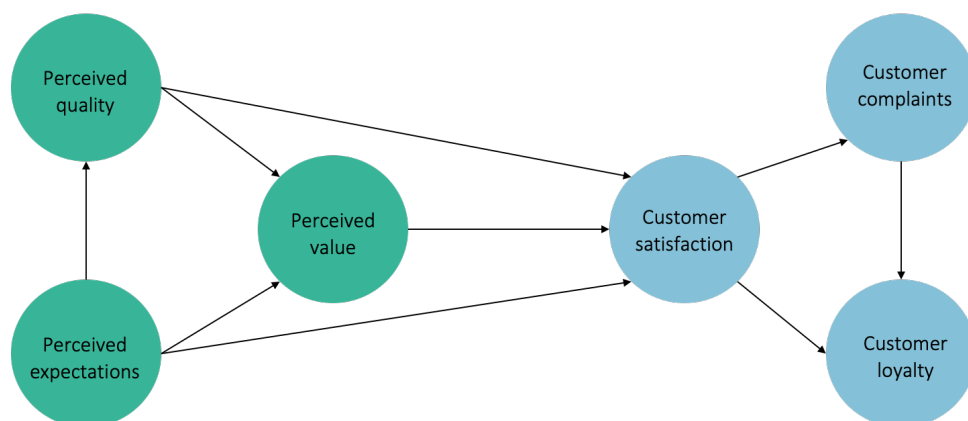 Perceived
quality
Customer
complaints
Perceived
value
Customer
satisfaction
Perceived
expectations
Customer
loyalty